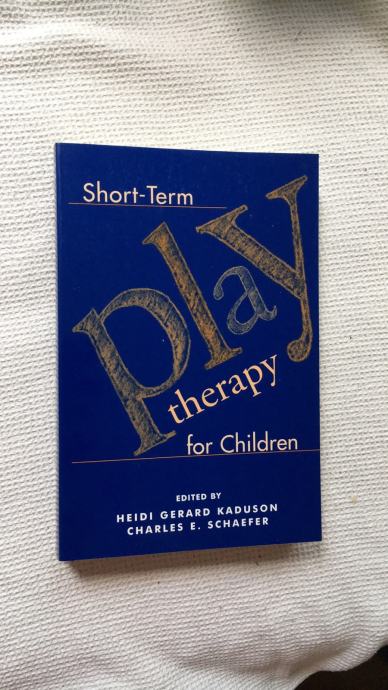 Short-Term
play
therapy
for Children
EDITED BY
HEIDI GERARD KADUSON
CHARLES E. SCHAEFER